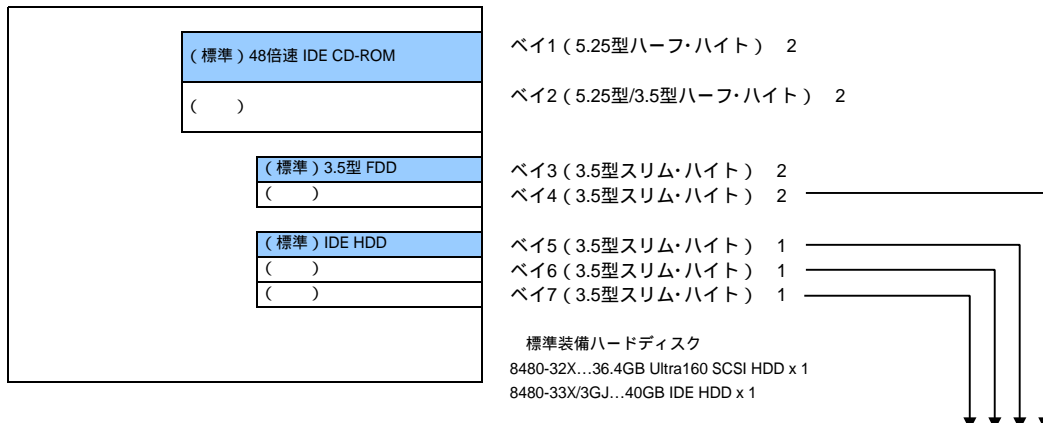 (標準)48倍速 IDE CD-ROM ベイ1(5.25型ハーフ・ハイト) 2
(  ) ベイ2(5.25型/3.5型ハーフ・ハイト) 2
(標準)3.5型 FDD ベイ3(3.5型スリム・ハイト) 2
(  ) ベイ4(3.5型スリム・ハイト) 2
(標準)IDE HDD ベイ5(3.5型スリム・ハイト) 1
(  ) ベイ6(3.5型スリム・ハイト) 1
(  ) ベイ7(3.5型スリム・ハイト) 1
標準装備ハードディスク
8480-32X…36.4GB Ultra160 SCSI HDD x 1
8480-33X/3GJ…40GB IDE HDD x 1